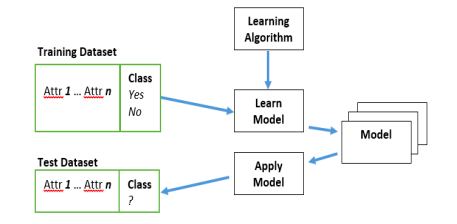 Learning
Algorithm
Training Dataset
Attr 1 ... Attr n
Class
Yes
No
Learn
Model
Model
Test Dataset
Attr 1 ... Attr n
Class
?
Apply
Model